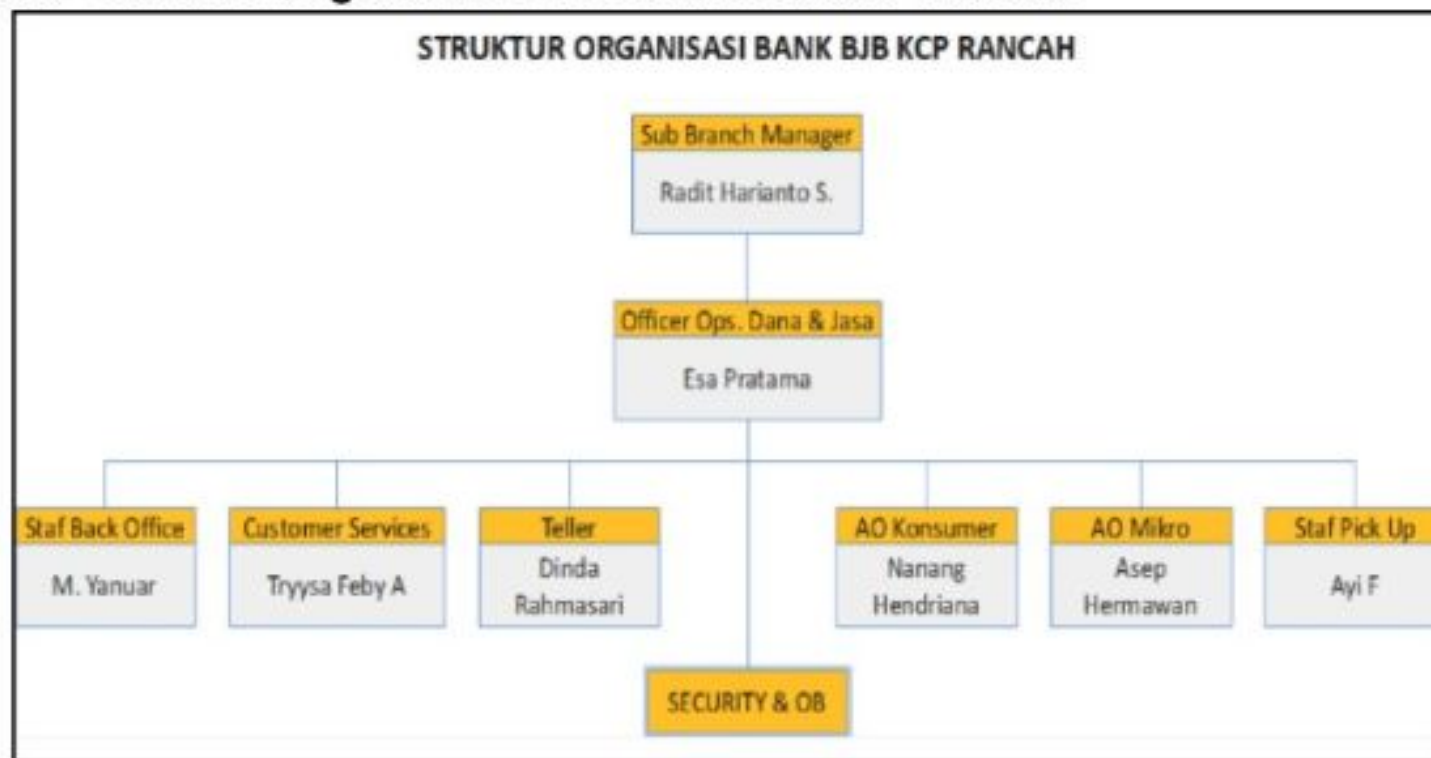 STRUKTUR ORGANISASI BANK BJB KCP RANCAH
Sub Branch Manager
Radit Harianto S.
Officer Ops. Dana & Jasa
Esa Pratama
Staf Back Office
M. Yanuar
Customer Services
Tryysa Feby A
Teller
Dinda
Rahmasari
AO Konsumer
Nanang
Hendriana
AO Mikro
Asep
Hermawan
Staf Pick Up
Ayi F
SECURITY & OB